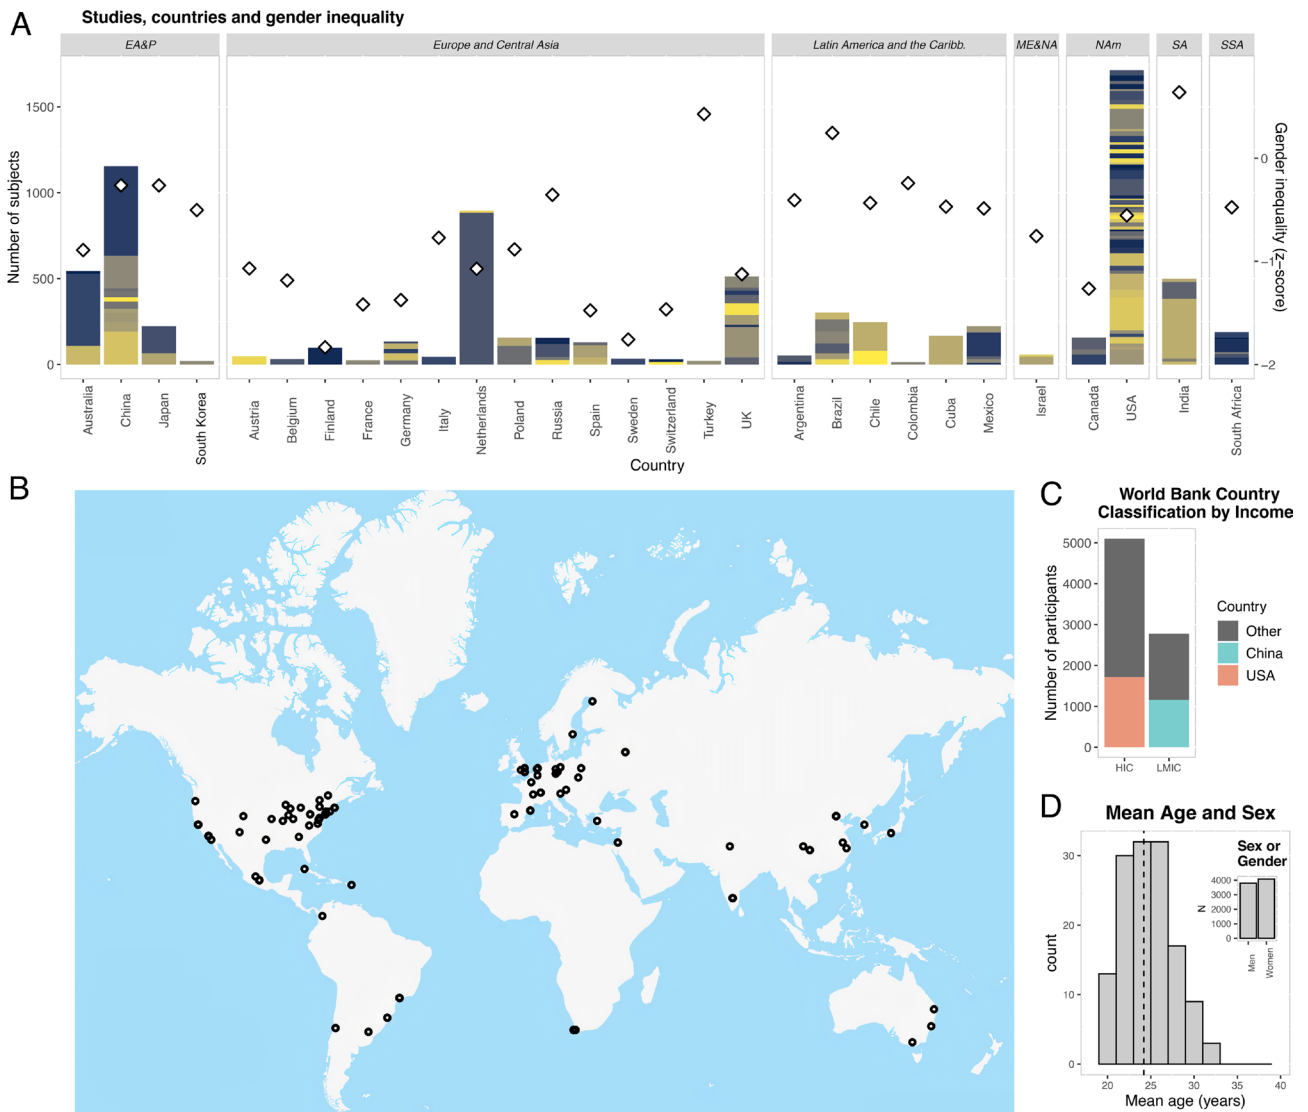 A
Studies, countries and gender inequality
EA&P
Europe and Central Asia
Latin America and the Caribb.
ME&NA
NAm
SA
SSA
Number of subjects
1500
1000
500
0
Gender inequality (z-score)
0
−1
−2
Australia
China
Japan
South Korea
Austria
Belgium
Finland
France
Germany
Italy
Netherlands
Poland
Russia
Spain
Sweden
Switzerland
Turkey
UK
Argentina
Brazil
Chile
Colombia
Cuba
Mexico
Israel
Canada
USA
India
South Africa
Country
B
C
World Bank Country
Classification by Income
Number of participants
5000
4000
3000
2000
1000
0
HIC
LMIC
Country
Other
China
USA
D
Mean Age and Sex
count
30
20
10
0
20
25
30
35
40
Mean age (years)
Sex or
Gender
N
4000
3000
2000
1000
0
Men
Women